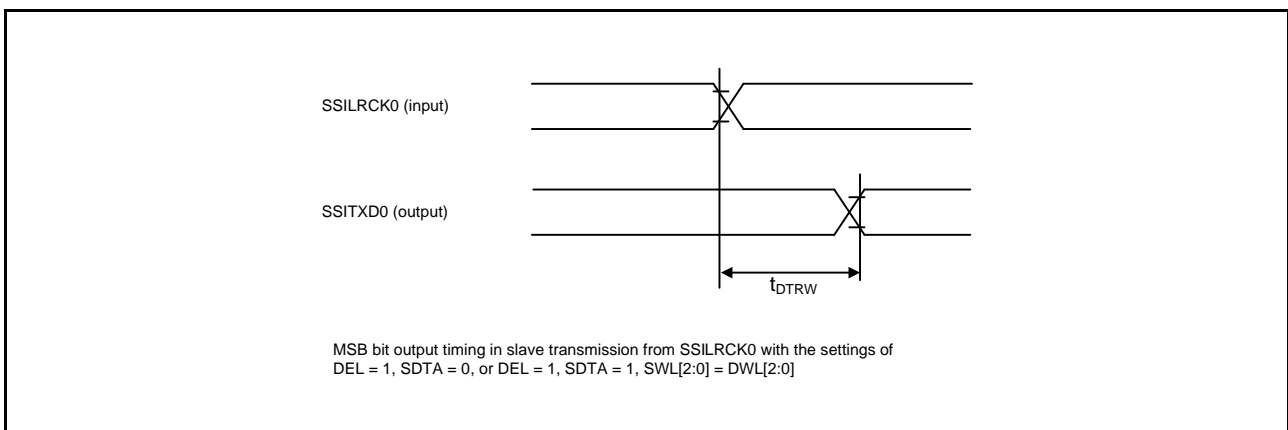 SSILRCK0 (input)
SSITXD0 (output)
tDTRW
MSB bit output timing in slave transmission from SSILRCK0 with the settings of
DEL = 1, SDTA = 0, or DEL = 1, SDTA = 1, SWL[2:0] = DWL[2:0]